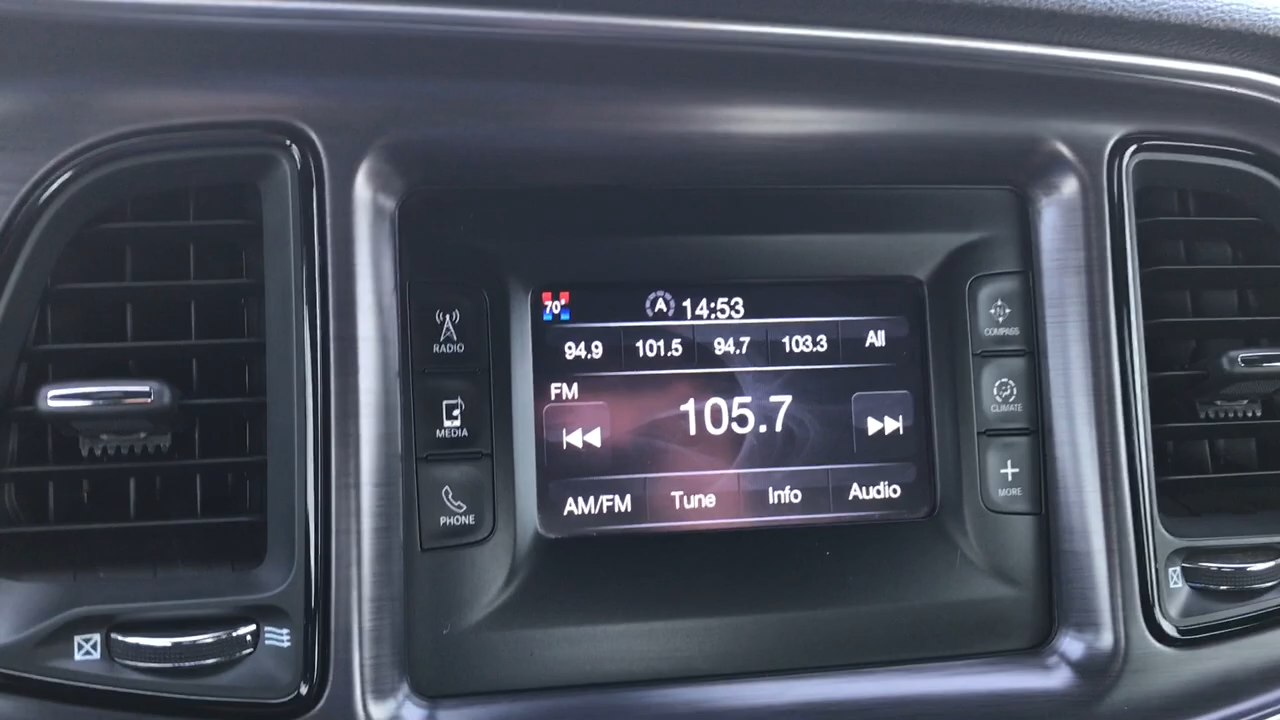 70°
A 14:53
94.9 101.5 94.7 103.3 All
FM
105.7
AM/FM Tune Info Audio
RADIO
MEDIA
PHONE
N
COMPASS
CLIMATE
MORE